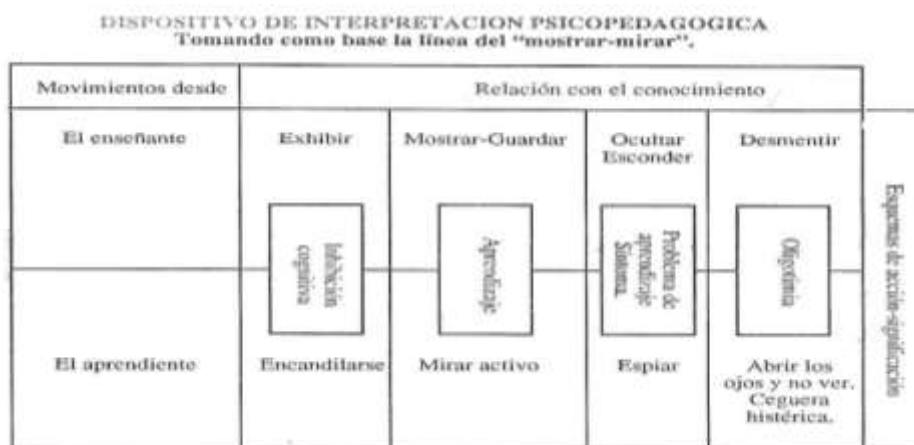 DISPOSITIVO DE INTERPRETACION PSICOPEDAGOGICA
Tomando como base la línea del “mostrar-mirar”.
Movimientos desde
Relación con el conocimiento
El enseñante
Exhibir
Mostrar-Guardar
Ocultar
Esconder
Desmentir
Inhibición
cognitiva
Aprendizaje
Problema de
aprendizaje
Síntoma.
Oligotimia
Esquemas de acción-significación
El aprendiente
Encandilarse
Mirar activo
Espiar
Abrir los
ojos y no ver.
Ceguera
histérica.